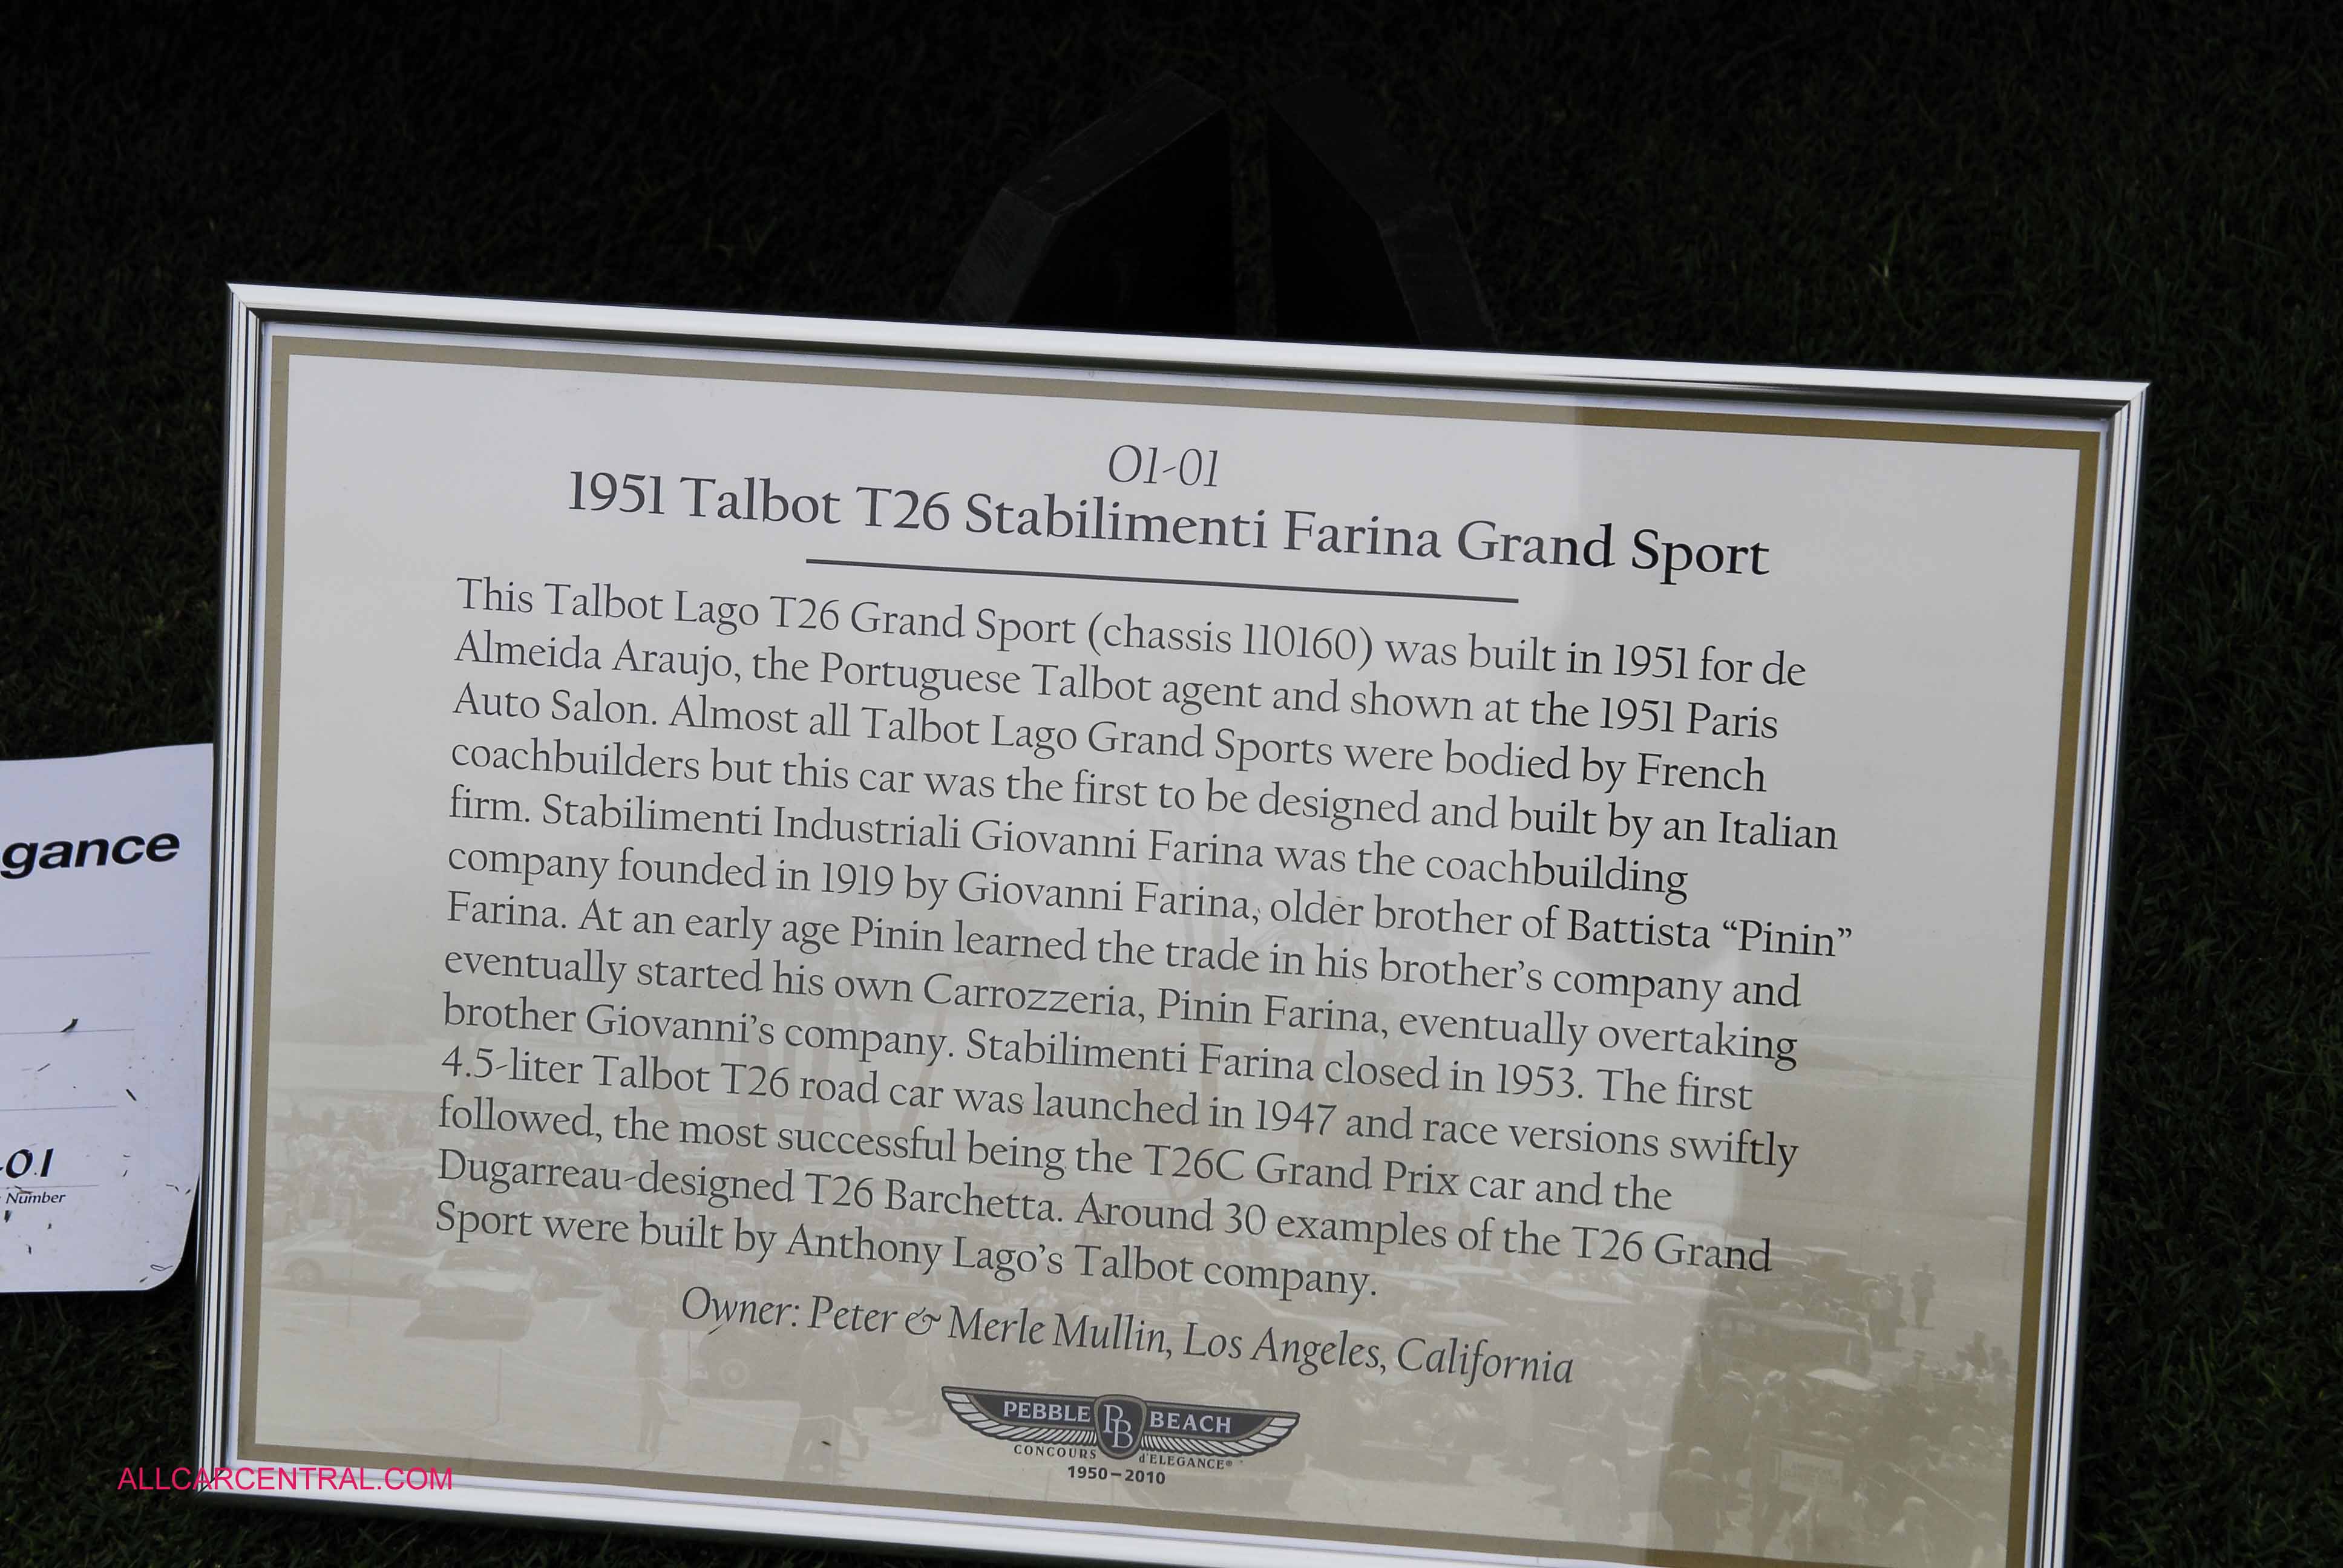 O1-01
1951 Talbot T26 Stabilimenti Farina Grand Sport
This Talbot Lago T26 Grand Sport (chassis 110160) was built in 1951 for de
Almeida Araujo, the Portuguese Talbot agent and shown at the 1951 Paris
Auto Salon. Almost all Talbot Lago Grand Sports were bodied by French
coachbuilders but this car was the first to be designed and built by an Italian
firm. Stabilimenti Industriali Giovanni Farina was the coachbuilding
company founded in 1919 by Giovanni Farina, older brother of Battista “Pinin”
Farina. At an early age Pinin learned the trade in his brother’s company and
eventually started his own Carrozzeria, Pinin Farina, eventually overtaking
brother Giovanni’s company. Stabilimenti Farina closed in 1953. The first
4.5-liter Talbot T26 road car was launched in 1947 and race versions swiftly
followed, the most successful being the T26C Grand Prix car and the
Dugarreau-designed T26 Barchetta. Around 30 examples of the T26 Grand
Sport were built by Anthony Lago’s Talbot company.
Owner: Peter & Merle Mullin, Los Angeles, California
PEBBLE PB BEACH
CONCOURS d'ELEGANCE®
1950–2010
gance
-01
Number
ALLCARCENTRAL.COM